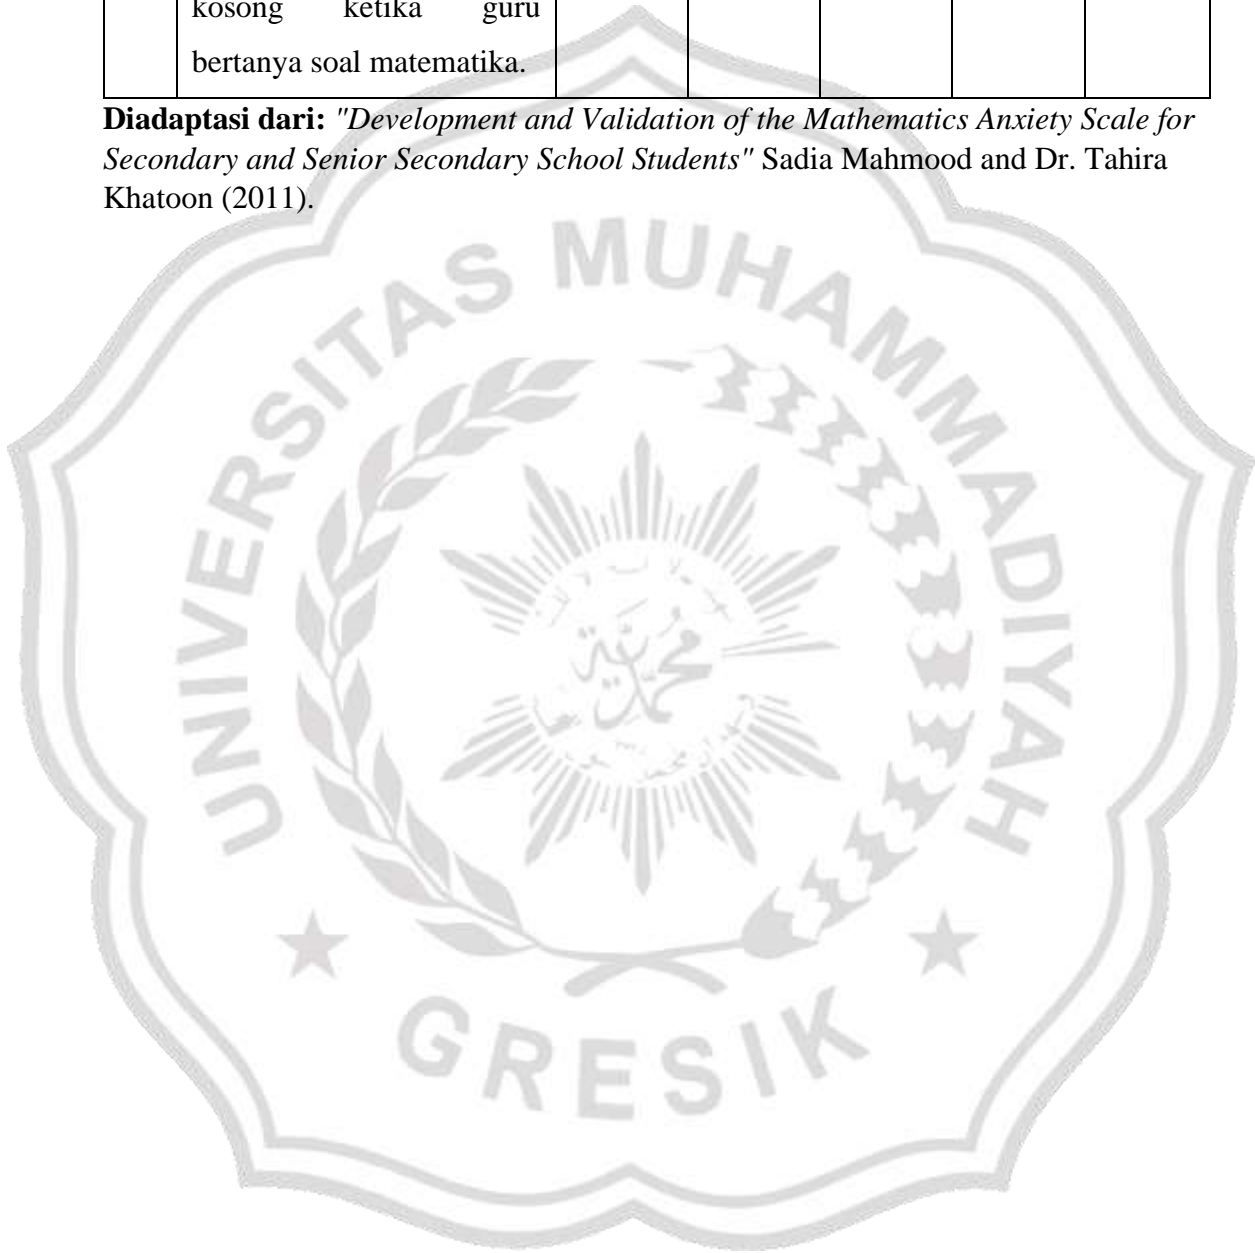 kosong ketika guru
bertanya soal matematika.
Diadaptasi dari: "Development and Validation of the Mathematics Anxiety Scale for
Secondary and Senior Secondary School Students" Sadia Mahmood and Dr. Tahira
Khatoon (2011).
UNIVERSITAS MUHAMMADIYAH
GRESIK